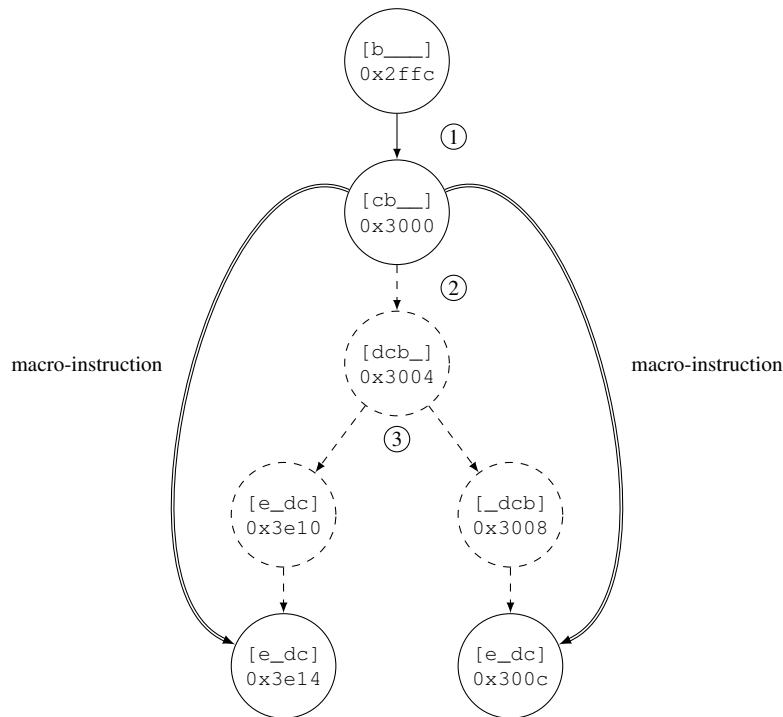 [b___]
0x2ffc
①
[cb__]
0x3000
②
[dcb_]
0x3004
macro-instruction
macro-instruction
③
[e_dc]
0x3e10
[_dcb]
0x3008
[e_dc]
0x3e14
[e_dc]
0x300c